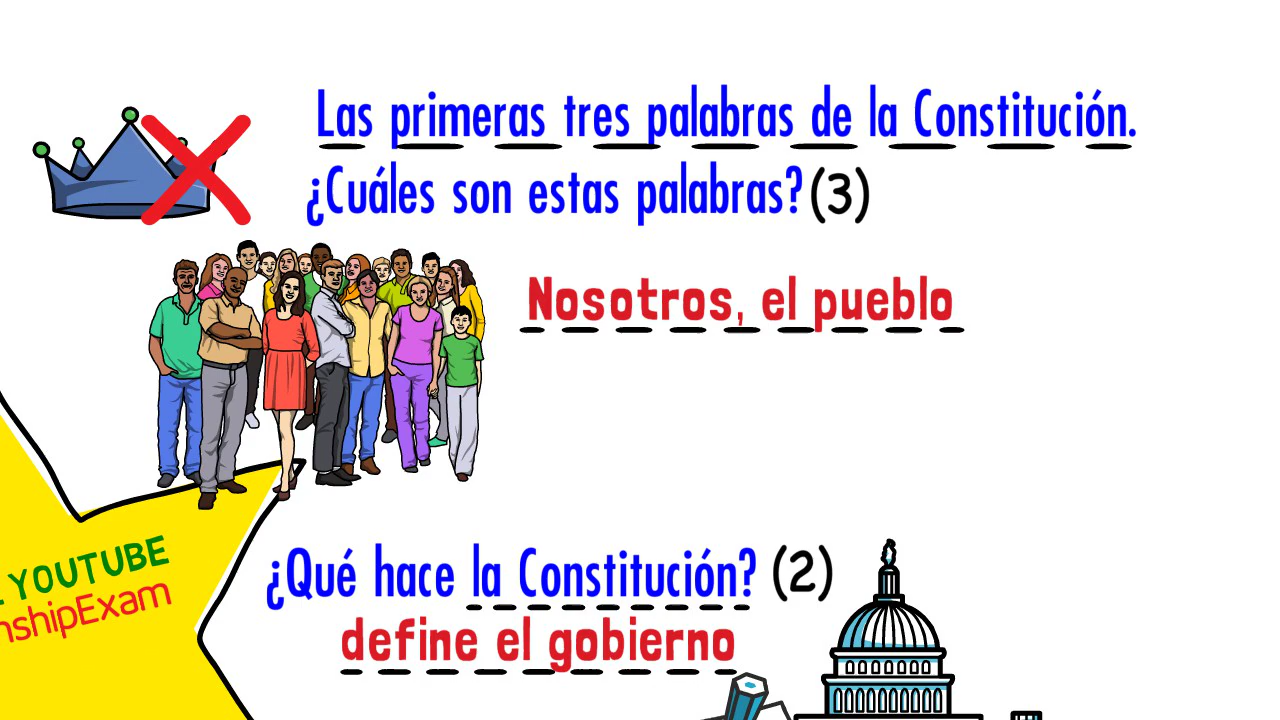 Las primeras tres palabras de la Constitución.
¿Cuáles son estas palabras? (3)
Nosotros, el pueblo
YOUTUBE
nshipExam
¿Qué hace la Constitución? (2)
define el gobierno